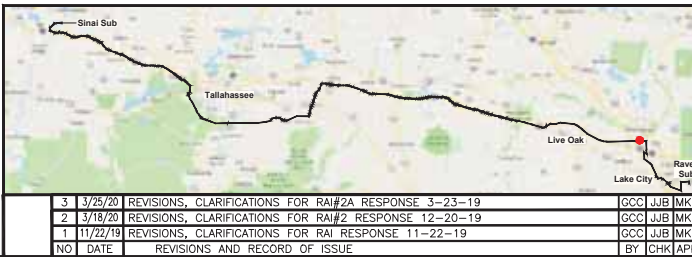 Sinai Sub
Tallahassee
Live Oak
Lake City
Rave
Sub
3 3/25/20 REVISIONS, CLARIFICATIONS FOR RAI#2A RESPONSE 3-23-19 GCC JJB MK
2 3/18/20 REVISIONS, CLARIFICATIONS FOR RAI#2 RESPONSE 12-20-19 GCC JJB MK
1 11/22/19 REVISIONS, CLARIFICATIONS FOR RAI RESPONSE 11-22-19 GCC JJB MK
NO DATE REVISIONS AND RECORD OF ISSUE BY CHK AP